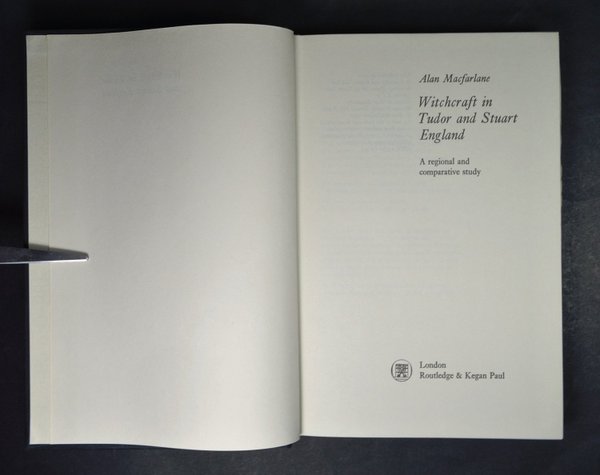 Alan Macfarlane
Witchcraft in
Tudor and Stuart
England
A regional and
comparative study
London
Routledge & Kegan Paul